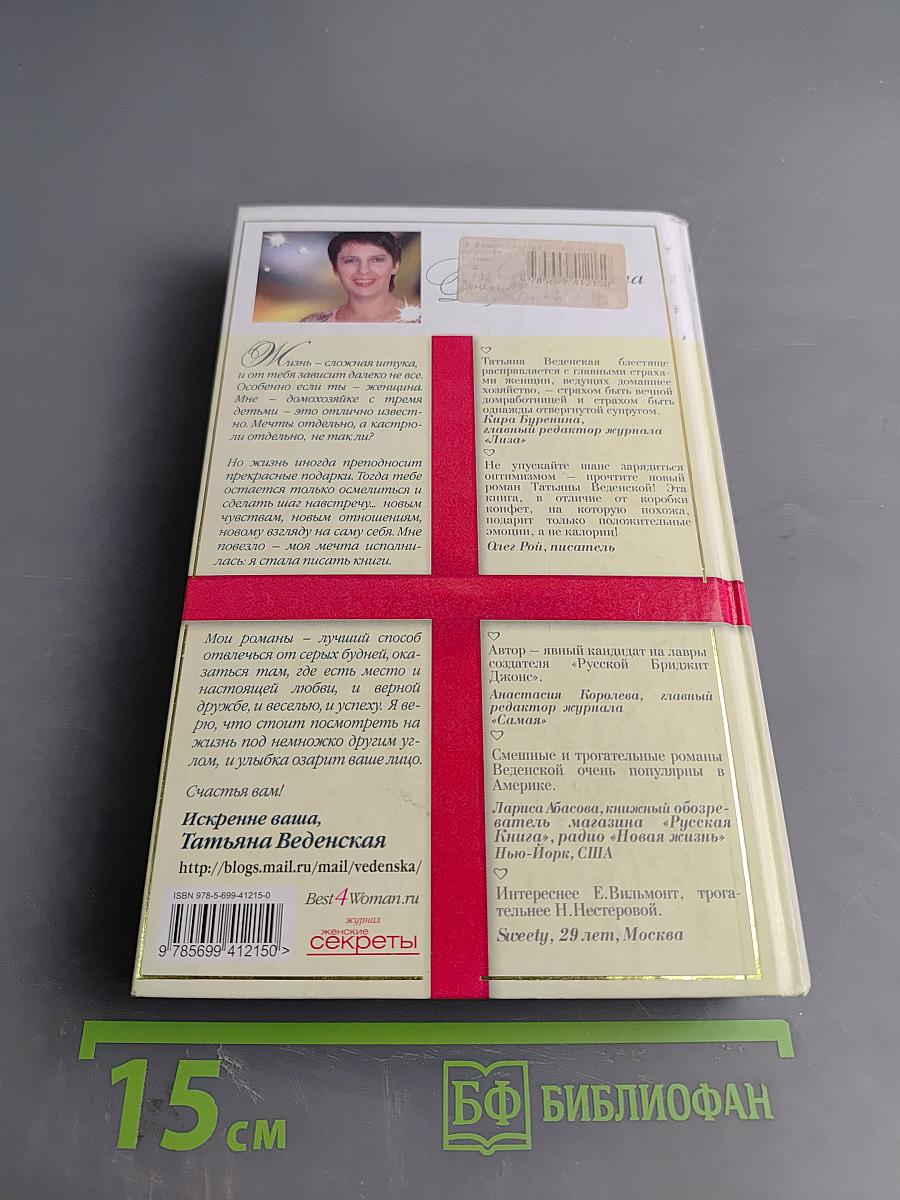 9 785699 412150
на
Жизнь – сложная штука,
и от тебя зависит далеко не все.
Особенно если ты – женщина.
Мне – домохозяйке с тремя
детьми – это отлично извест-
но. Мечты отдельно, а кастрю-
ли отдельно, не так ли?
Но жизнь иногда преподносит
прекрасные подарки. Тогда тебе
остается только осмелиться и
сделать шаг навстречу... новым
чувствам, новым отношениям,
новому взгляду на саму себя. Мне
повезло – моя мечта исполни-
лась: я стала писать книги.
Татьяна Веденская блестяще
расправляется с главными страха-
ми женщин, ведущих домашнее
хозяйство, – страхом быть вечной
домработницей и страхом быть
однажды отвергнутой супругом.
Кира Буренина,
главный редактор журнала
«Лиза»
Не упускайте шанс зарядиться
оптимизмом – прочтите новый
роман Татьяны Веденской! Эта
книга, в отличие от коробки
конфет, на которую похожа,
подарит только положительные
эмоции, а не калории!
Олег Рой, писатель
Мои романы – лучший способ
отвлечься от серых будней, ока-
заться там, где есть место и
настоящей любви, и верной
дружбе, и веселью, и успеху. Я ве-
рю, что стоит посмотреть на
жизнь под немножко другим уг-
лом, и улыбка озарит ваше лицо.
Счастья вам!
Искренне ваша,
Татьяна Веденская
http://blogs.mail.ru/mail/vedenska/
ISBN 978-5-699-41215-0
9 785699 412150 >
Best4Woman.ru
журнал
женские
секреты
Автор – явный кандидат на лавры
создателя «Русской Бриджит
Джонс».
Анастасия Королева, главный
редактор журнала
«Самая»
Смешные и трогательные романы
Веденской очень популярны в
Америке.
Лариса Абасова, книжный обозре-
ватель магазина «Русская
Книга», радио «Новая жизнь»
Нью-Йорк, США
Интереснее Е.Вильмонт, трога-
тельнее Н.Нестеровой.
Sweety, 29 лет, Москва
15 см
БФ БИБЛИОФАН